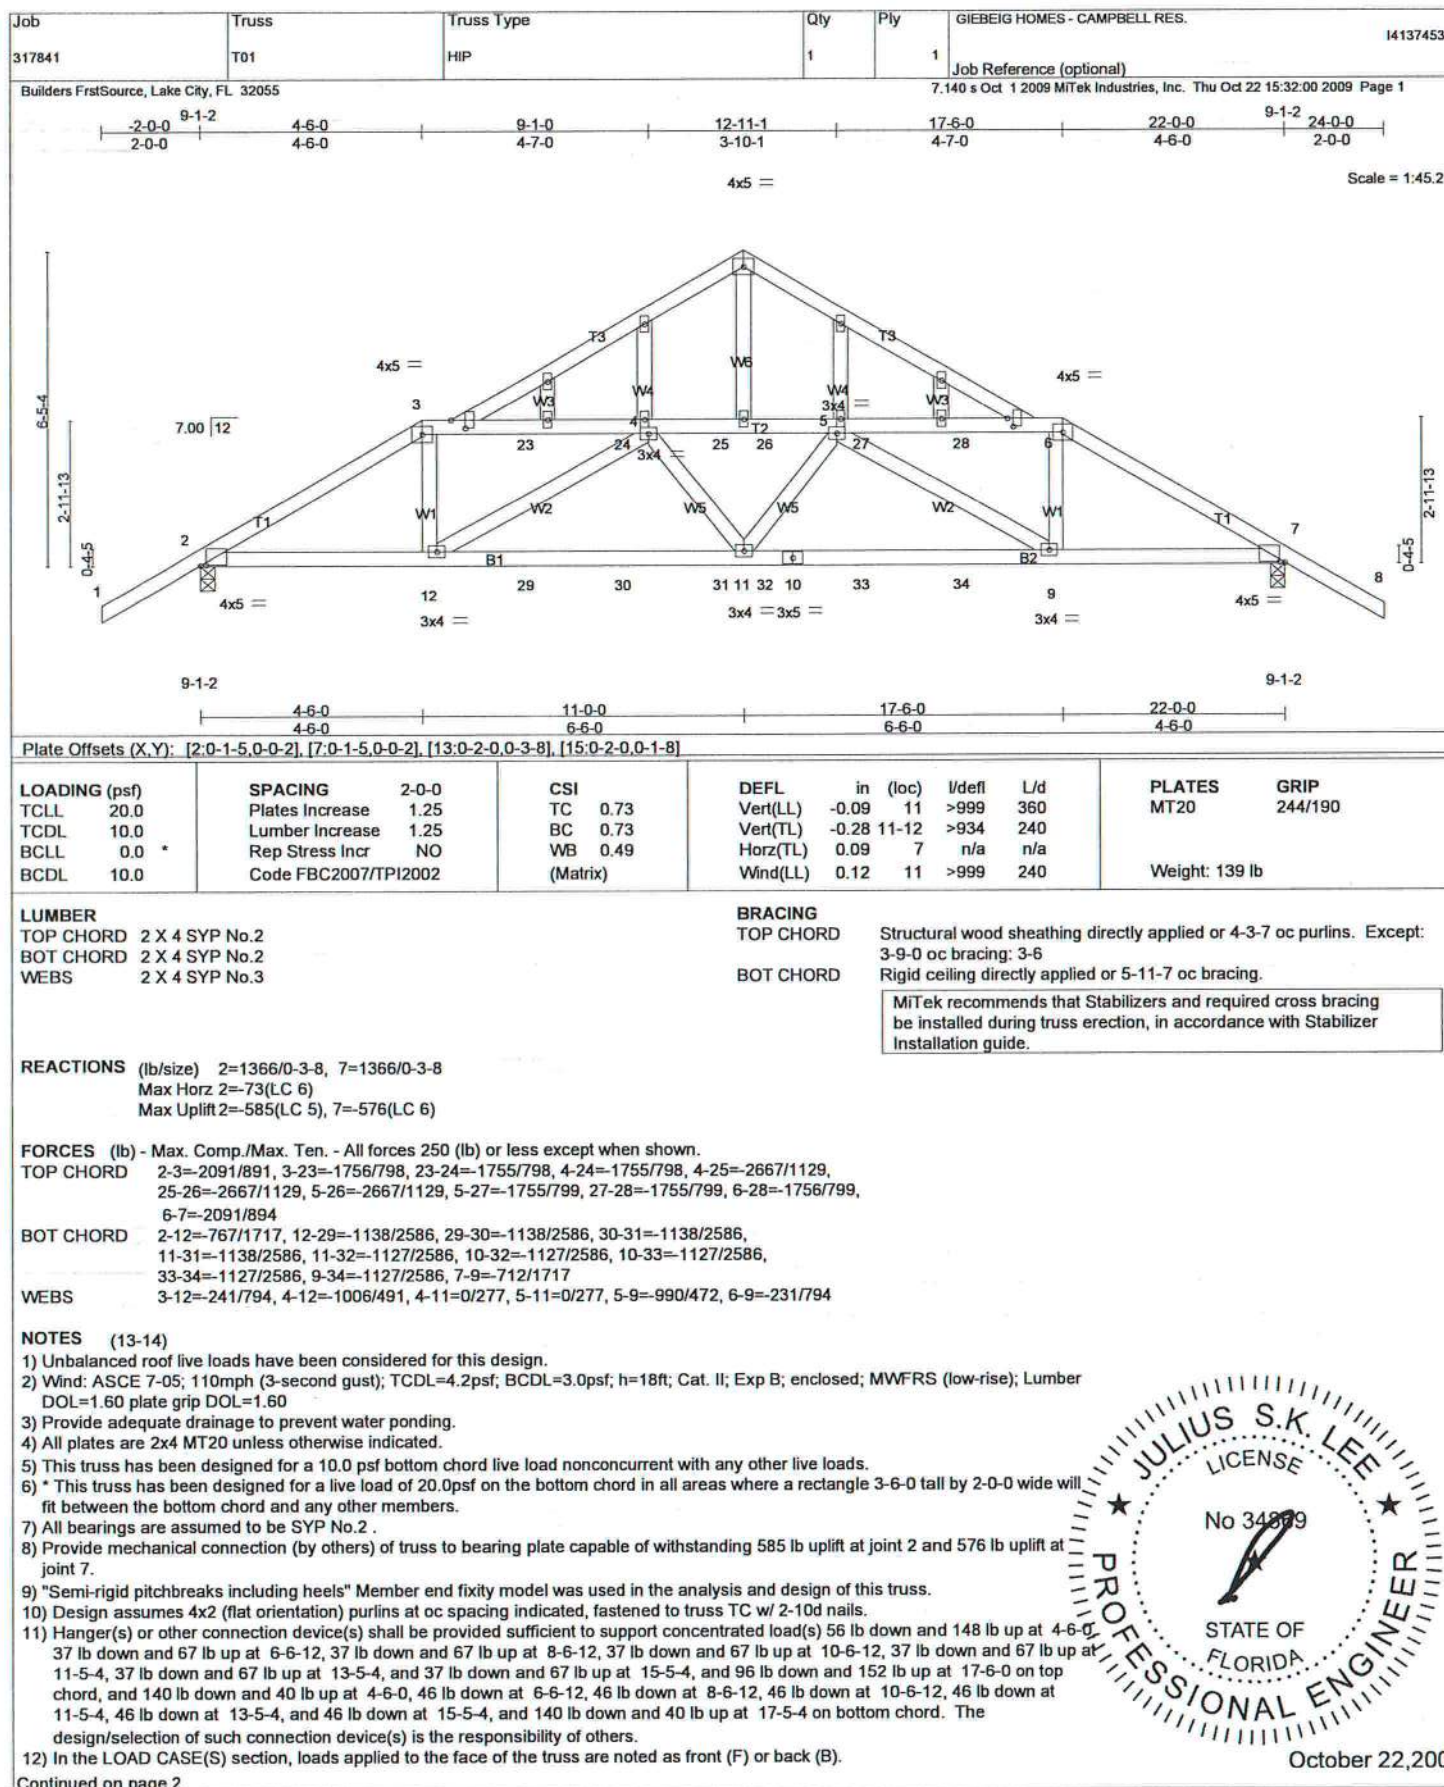 Job Truss Truss Type Qty Ply GIEBEIG HOMES - CAMPBELL RES.
I4137453
317841 T01 HIP 1 1
Job Reference (optional)
Builders FrstSource, Lake City, FL 32055 7.140 s Oct 1 2009 MiTek Industries, Inc. Thu Oct 22 15:32:00 2009 Page 1
-2-0-0 9-1-2 4-6-0 9-1-0 12-11-1 17-6-0 22-0-0 9-1-2 24-0-0
2-0-0 4-6-0 4-7-0 3-10-1 4-7-0 4-6-0 2-0-0
4x5 =
Scale = 1:45.2
T3 T3
4x5 = W6 4x5 =
W3 W4 W4 W3
3x4 =
3 4 5
6-5-4
7.00 12
T2
23 24 25 26 27 28 6
3x4 =
2-11-13 2-11-13
W1 W2 W5 W5 W2 W1
T1 T1
2 7
0-4-5 B1 B2 0-4-5
1 12 29 30 31 11 32 10 33 34 9 8
4x5 = 3x4 = 3x4 = 3x5 = 3x4 = 4x5 =
9-1-2 9-1-2
4-6-0 11-0-0 17-6-0 22-0-0
4-6-0 6-6-0 6-6-0 4-6-0
Plate Offsets (X,Y): [2:0-1-5,0-0-2], [7:0-1-5,0-0-2], [13:0-2-0,0-3-8], [15:0-2-0,0-1-8]
LOADING (psf) SPACING 2-0-0 CSI DEFL in (loc) l/defl L/d PLATES GRIP
TCLL 20.0 Plates Increase 1.25 TC 0.73 Vert(LL) -0.09 11 >999 360 MT20 244/190
TCDL 10.0 Lumber Increase 1.25 BC 0.73 Vert(TL) -0.28 11-12 >934 240
BCLL 0.0 * Rep Stress Incr NO WB 0.49 Horz(TL) 0.09 7 n/a n/a
BCDL 10.0 Code FBC2007/TPI2002 (Matrix) Wind(LL) 0.12 11 >999 240 Weight: 139 lb
LUMBER BRACING
TOP CHORD 2 X 4 SYP No.2 TOP CHORD Structural wood sheathing directly applied or 4-3-7 oc purlins. Except:
BOT CHORD 2 X 4 SYP No.2 3-9-0 oc bracing: 3-6
WEBS 2 X 4 SYP No.3 BOT CHORD Rigid ceiling directly applied or 5-11-7 oc bracing.
MiTek recommends that Stabilizers and required cross bracing
be installed during truss erection, in accordance with Stabilizer
Installation guide.
REACTIONS (lb/size) 2=1366/0-3-8, 7=1366/0-3-8
Max Horz 2=-73(LC 6)
Max Uplift 2=-585(LC 5), 7=-576(LC 6)
FORCES (lb) - Max. Comp./Max. Ten. - All forces 250 (lb) or less except when shown.
TOP CHORD 2-3=-2091/891, 3-23=-1756/798, 23-24=-1755/798, 4-24=-1755/798, 4-25=-2667/1129,
25-26=-2667/1129, 5-26=-2667/1129, 5-27=-1755/799, 27-28=-1755/799, 6-28=-1756/799,
6-7=-2091/894
BOT CHORD 2-12=-767/1717, 12-29=-1138/2586, 29-30=-1138/2586, 30-31=-1138/2586,
11-31=-1138/2586, 11-32=-1127/2586, 10-32=-1127/2586, 10-33=-1127/2586,
33-34=-1127/2586, 9-34=-1127/2586, 7-9=-712/1717
WEBS 3-12=-241/794, 4-12=-1006/491, 4-11=0/277, 5-11=0/277, 5-9=-990/472, 6-9=-231/794
NOTES (13-14)
1) Unbalanced roof live loads have been considered for this design.
2) Wind: ASCE 7-05; 110mph (3-second gust); TCDL=4.2psf; BCDL=3.0psf; h=18ft; Cat. II; Exp B; enclosed; MWFRS (low-rise); Lumber
DOL=1.60 plate grip DOL=1.60
3) Provide adequate drainage to prevent water ponding.
4) All plates are 2x4 MT20 unless otherwise indicated.
5) This truss has been designed for a 10.0 psf bottom chord live load nonconcurrent with any other live loads.
6) * This truss has been designed for a live load of 20.0psf on the bottom chord in all areas where a rectangle 3-6-0 tall by 2-0-0 wide will
fit between the bottom chord and any other members.
7) All bearings are assumed to be SYP No.2 .
8) Provide mechanical connection (by others) of truss to bearing plate capable of withstanding 585 lb uplift at joint 2 and 576 lb uplift at
joint 7.
9) "Semi-rigid pitchbreaks including heels" Member end fixity model was used in the analysis and design of this truss.
10) Design assumes 4x2 (flat orientation) purlins at oc spacing indicated, fastened to truss TC w/ 2-10d nails.
11) Hanger(s) or other connection device(s) shall be provided sufficient to support concentrated load(s) 56 lb down and 148 lb up at 4-6-0,
37 lb down and 67 lb up at 6-6-12, 37 lb down and 67 lb up at 8-6-12, 37 lb down and 67 lb up at 10-6-12, 37 lb down and 67 lb up at
11-5-4, 37 lb down and 67 lb up at 13-5-4, and 37 lb down and 67 lb up at 15-5-4, and 96 lb down and 152 lb up at 17-6-0 on top
chord, and 140 lb down and 40 lb up at 4-6-0, 46 lb down at 6-6-12, 46 lb down at 8-6-12, 46 lb down at 10-6-12, 46 lb down at
11-5-4, 46 lb down at 13-5-4, and 46 lb down at 15-5-4, and 140 lb down and 40 lb up at 17-5-4 on bottom chord. The
design/selection of such connection device(s) is the responsibility of others.
12) In the LOAD CASE(S) section, loads applied to the face of the truss are noted as front (F) or back (B).
Continued on page 2
JULIUS S.K. LEE
LICENSE
No
STATE OF
FLORIDA
PROFESSIONAL ENGINEER
October 22,200